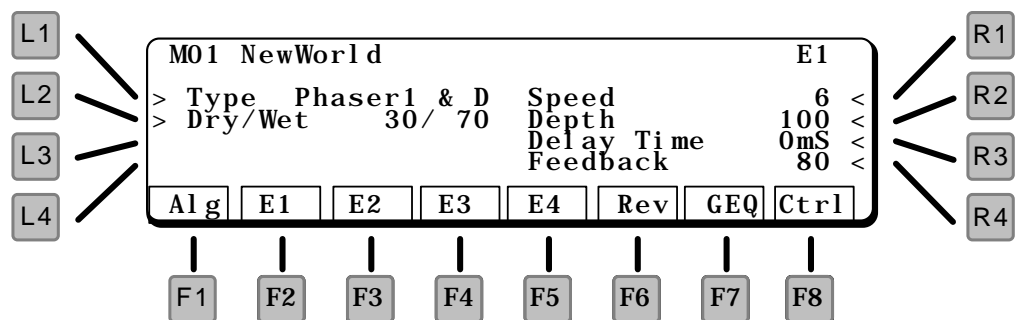 L1
R1
M01 NewWorld E1
L2
R2
> Type Phaser1 & D Speed 6 <
> Dry/Wet 30/ 70 Depth 100 <
Delay Time 0mS <
L3
R3
Feedback 80 <
L4
R4
Alg E1 E2 E3 E4 Rev GEQ Ctrl
F1 F2 F3 F4 F5 F6 F7 F8